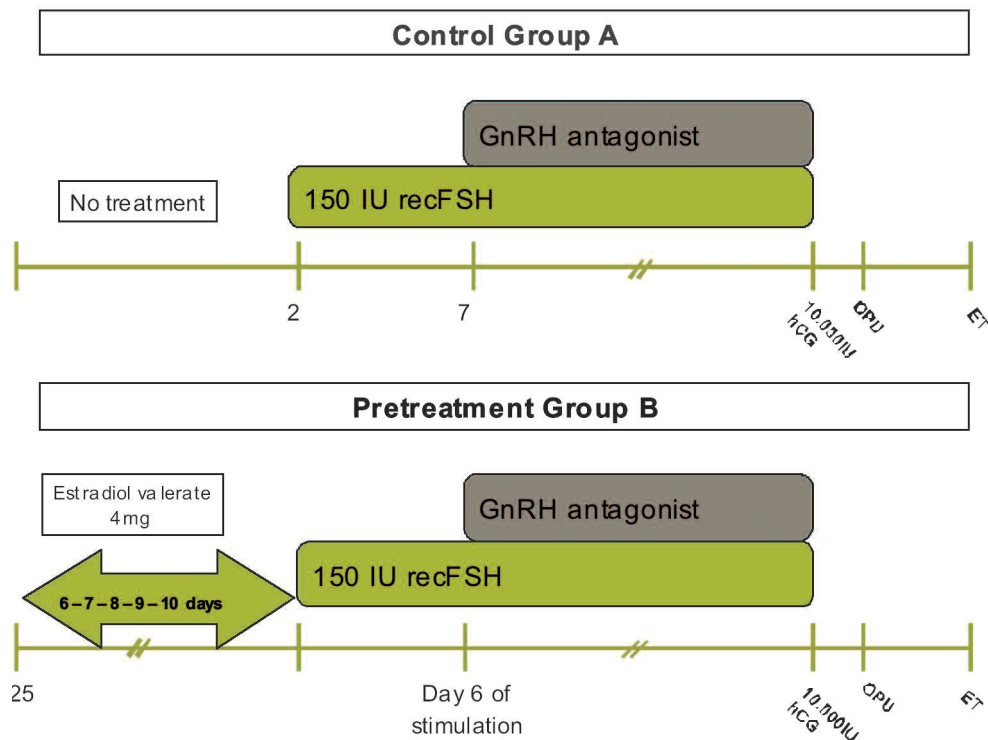 Control Group A
GnRH antagonist
150 IU recFSH
No treatment
2
7
hCG
OPU
ET
Pretreatment Group B
Estradiol valerate
4mg
GnRH antagonist
150 IU recFSH
6–7–8–9–10 days
25
Day 6 of
stimulation
10.000IU
hCG
OPU
ET